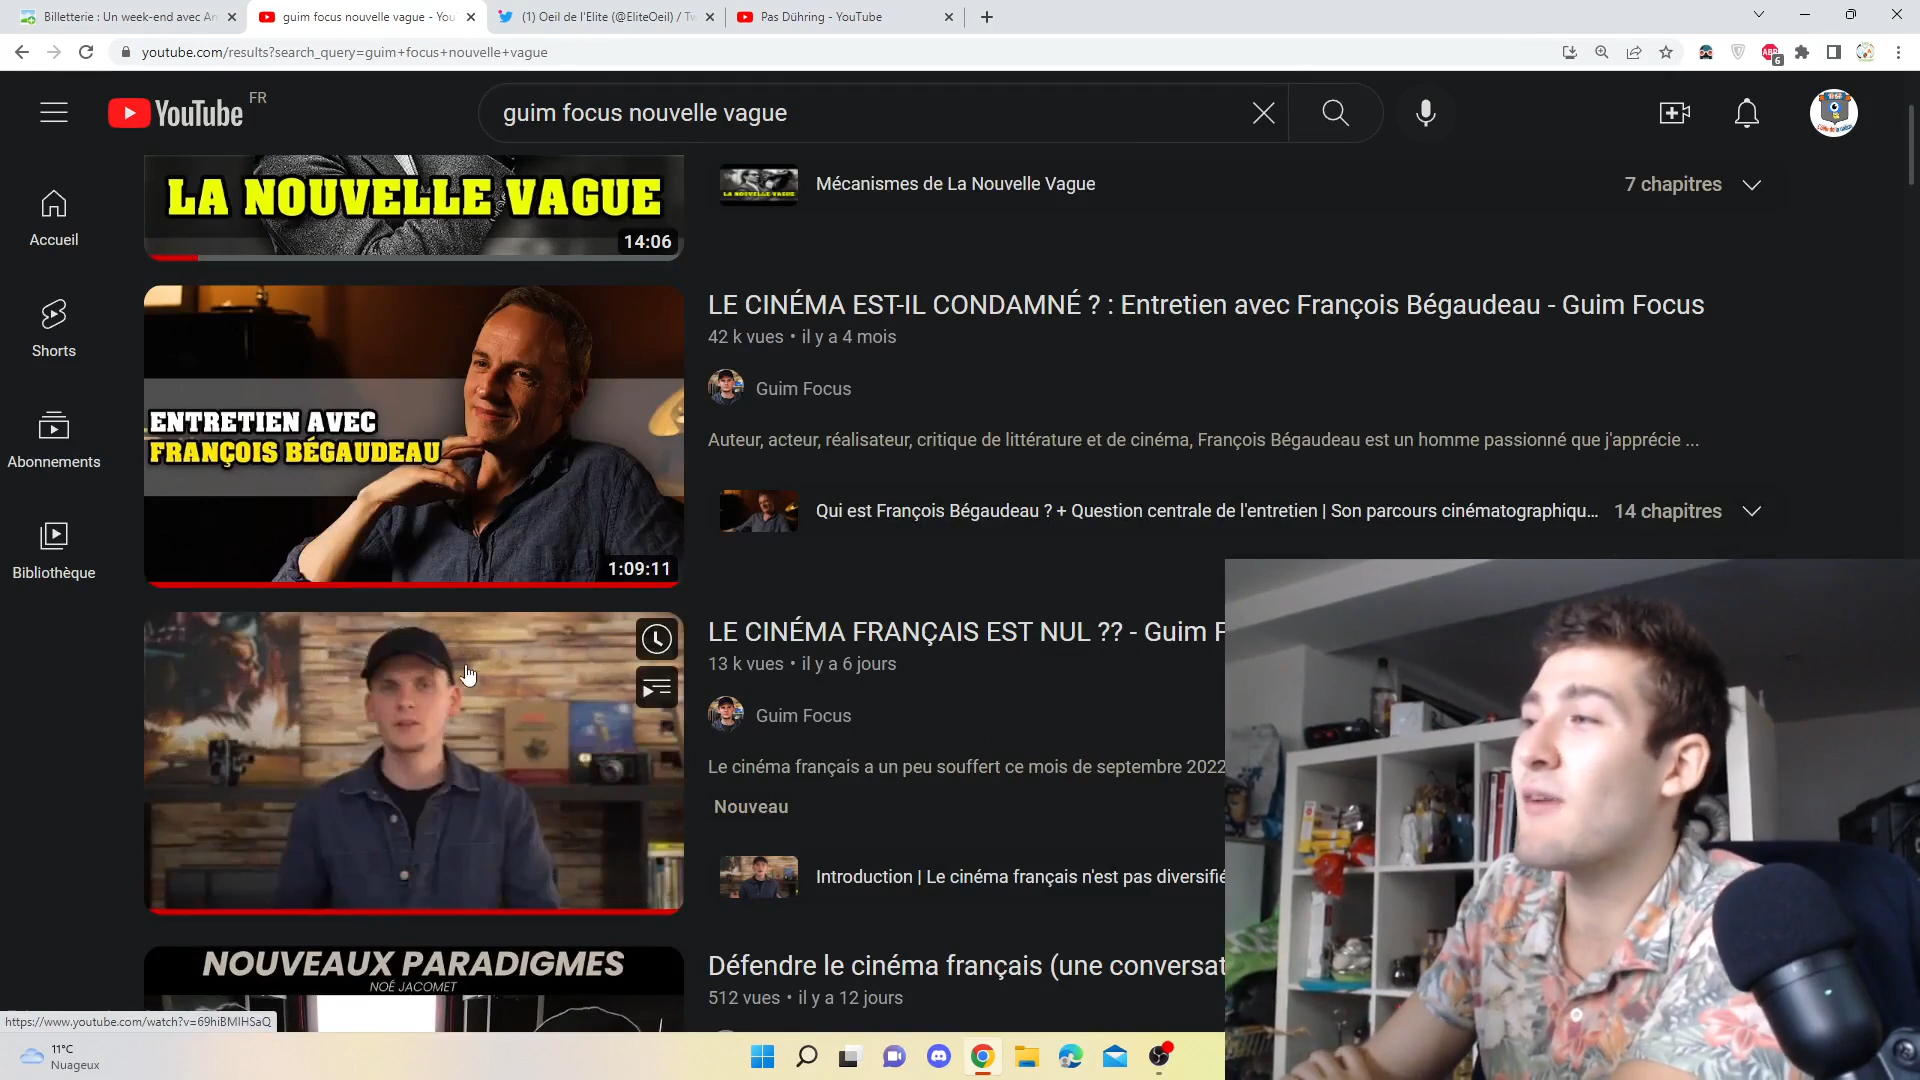 Billetterie : Un week-end avec An
guim focus nouvelle vague - You
(1) Oeil de l'Elite (@EliteOeil) / Tw
Pas Dühring - YouTube
youtube.com/results?search_query=guim+focus+nouvelle+vague
6
YouTube FR
guim focus nouvelle vague
Accueil
Shorts
Abonnements
Bibliothèque
LA NOUVELLE VAGUE
14:06
Mécanismes de La Nouvelle Vague
7 chapitres
ENTRETIEN AVEC
FRANÇOIS BÉGAUDEAU
1:09:11
LE CINÉMA EST-IL CONDAMNÉ ? : Entretien avec François Bégaudeau - Guim Focus
42 k vues • il y a 4 mois
Guim Focus
Auteur, acteur, réalisateur, critique de littérature et de cinéma, François Bégaudeau est un homme passionné que j'apprécie ...
Qui est François Bégaudeau ? + Question centrale de l'entretien | Son parcours cinématographiqu...
14 chapitres
LE CINÉMA FRANÇAIS EST NUL ?? - Guim F
13 k vues • il y a 6 jours
Guim Focus
Le cinéma français a un peu souffert ce mois de septembre 2022
Nouveau
Introduction | Le cinéma français n'est pas diversifié
NOUVEAUX PARADIGMES
NOÉ JACOMET
Défendre le cinéma français (une conversat
512 vues • il y a 12 jours
https://www.youtube.com/watch?v=69hiBMIHSaQ
11°C
Nuageux